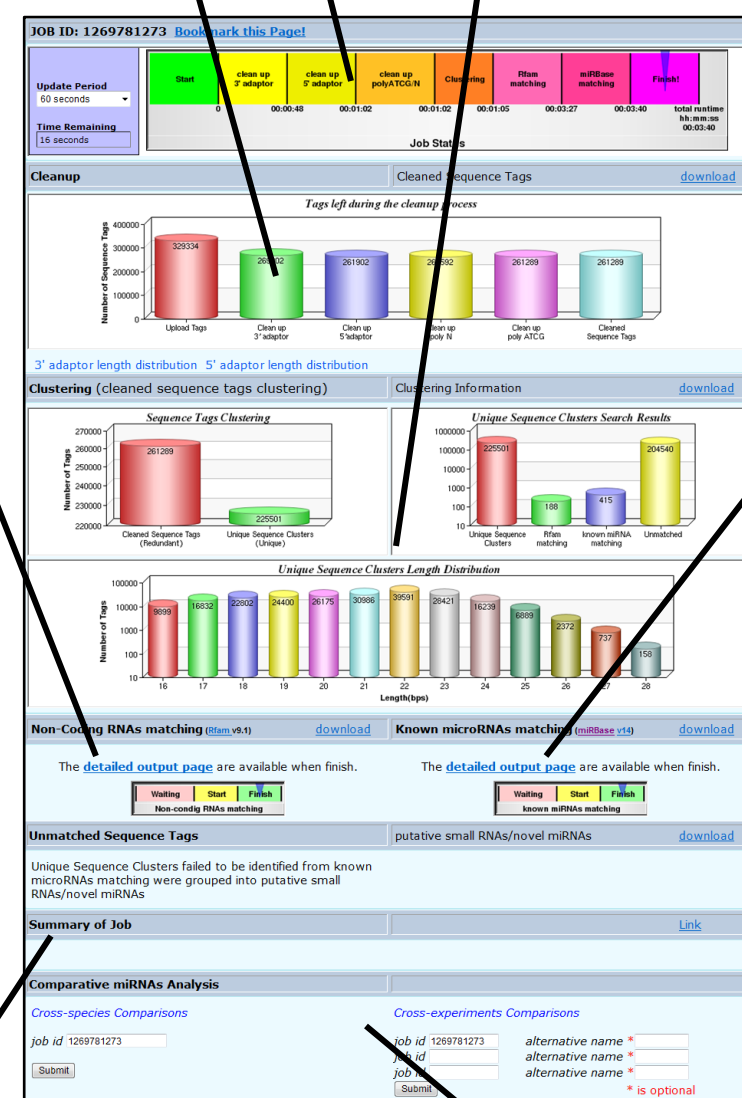 JOB ID: 1269781273 Bookmark this Page!
Update Period
60 seconds
Time Remaining
16 seconds
Start
clean up 3' adaptor
clean up 5' adaptor
clean up polyATCG/N
Clustering
Rfam matching
miRBase matching
Finish!
0 00:00:48 00:01:02 00:01:02 00:01:05 00:03:27 00:03:40 total runtime
hh:mm:ss
00:03:40
Job Status
Cleanup Cleaned Sequence Tags download
Tags left during the cleanup process
Number of Sequence Tags
400000
300000
200000
100000
0
329334 261902 261289 261289
Upload Tags
Clean up 3' adaptor
Clean up 5'adaptor
Clean up poly N
Clean up poly ATCG
Cleaned Sequence Tags
3' adaptor length distribution 5' adaptor length distribution
Clustering (cleaned sequence tags clustering) Clustering Information download
Sequence Tags Clustering
Number of Tags
270000
260000
250000
240000
230000
220000
261289 225501
Cleaned Sequence Tags (Redundant)
Unique Sequence Clusters (Unique)
Unique Sequence Clusters Search Results
Number of Tags
1000000
100000
10000
1000
100
10
225501 188 415 204540
Unique Sequence Clusters
Rfam matching
known miRNA matching
Unmatched
Unique Sequence Clusters Length Distribution
Number of Tags
100000
10000
1000
100
10
9899 16832 22802 24400 26175 30986 39591 28421 16239 6889 2372 737 158
16 17 18 19 20 21 22 23 24 25 26 27 28
Length(bps)
Non-Coding RNAs matching (Rfam v9.1) download
Known microRNAs matching (miRBase v14) download
The detailed output page are available when finish.
The detailed output page are available when finish.
Waiting Start Finish
Non-condig RNAs matching
Waiting Start Finish
known miRNAs matching
Unmatched Sequence Tags putative small RNAs/novel miRNAs download
Unique Sequence Clusters failed to be identified from known
microRNAs matching were grouped into putative small
RNAs/novel miRNAs
Summary of Job Link
Comparative miRNAs Analysis
Cross-species Comparisons
job id 1269781273
Submit
Cross-experiments Comparisons
job id 1269781273 alternative name *
job id alternative name *
job id alternative name *
Submit * is optional